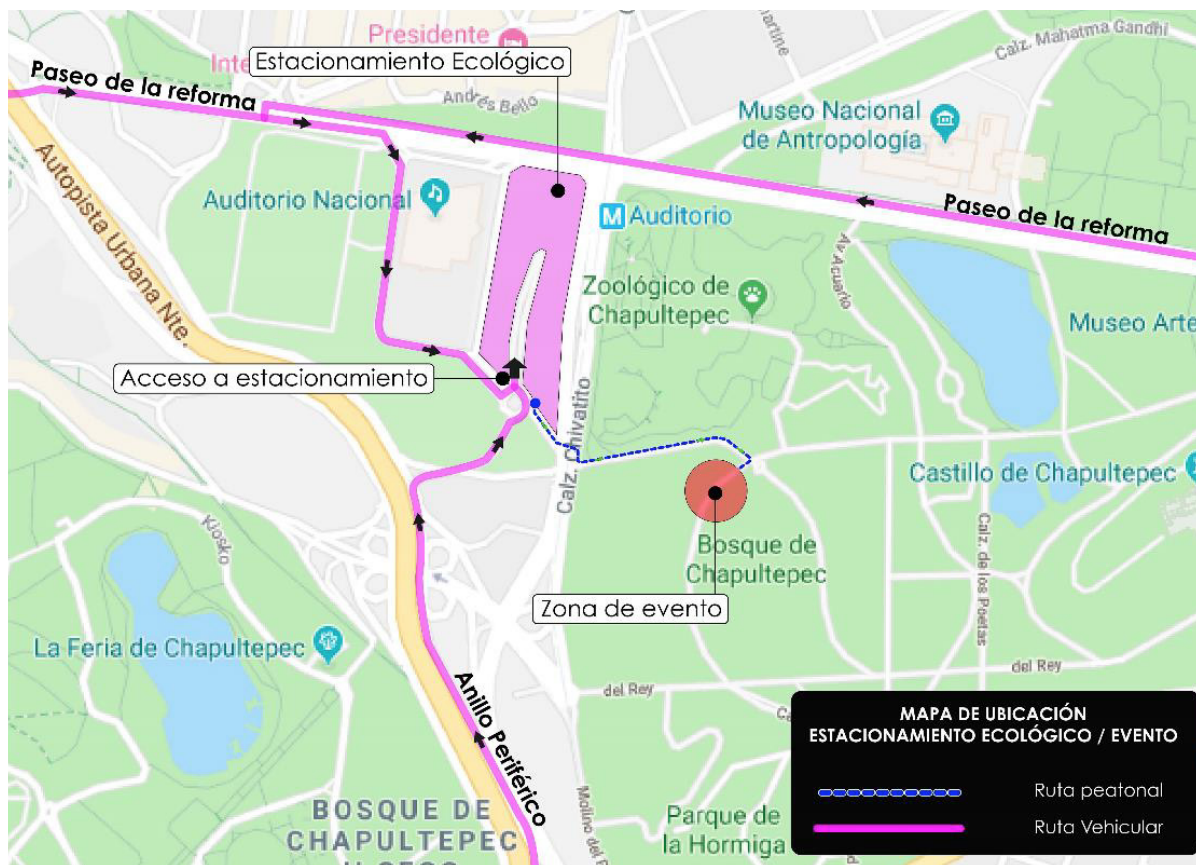 Presidente
Inte
Estacionamiento Ecológico
Paseo de la reforma
Andrés Bello
martine
Calz. Mahatma Gandhi
Museo Nacional
de Antropología
Autopista Urbana Nte.
Auditorio Nacional
M Auditorio
Paseo de la reforma
Av Acuario
Zoológico de
Chapultepec
Museo Arte
Acceso a estacionamiento
Calz. Chivatito
Castillo de Chapultepec
Kiosko
Bosque de
Chapultepec
Calz. de los Poetas
Zona de evento
La Feria de Chapultepec
del Rey
del Rey
Anillo Periférico
Ca
MAPA DE UBICACIÓN
ESTACIONAMIENTO ECOLÓGICO / EVENTO
Ruta peatonal
Ruta Vehicular
Molino del
Parque de
la Hormiga
BOSQUE DE
CHAPULTEPEC